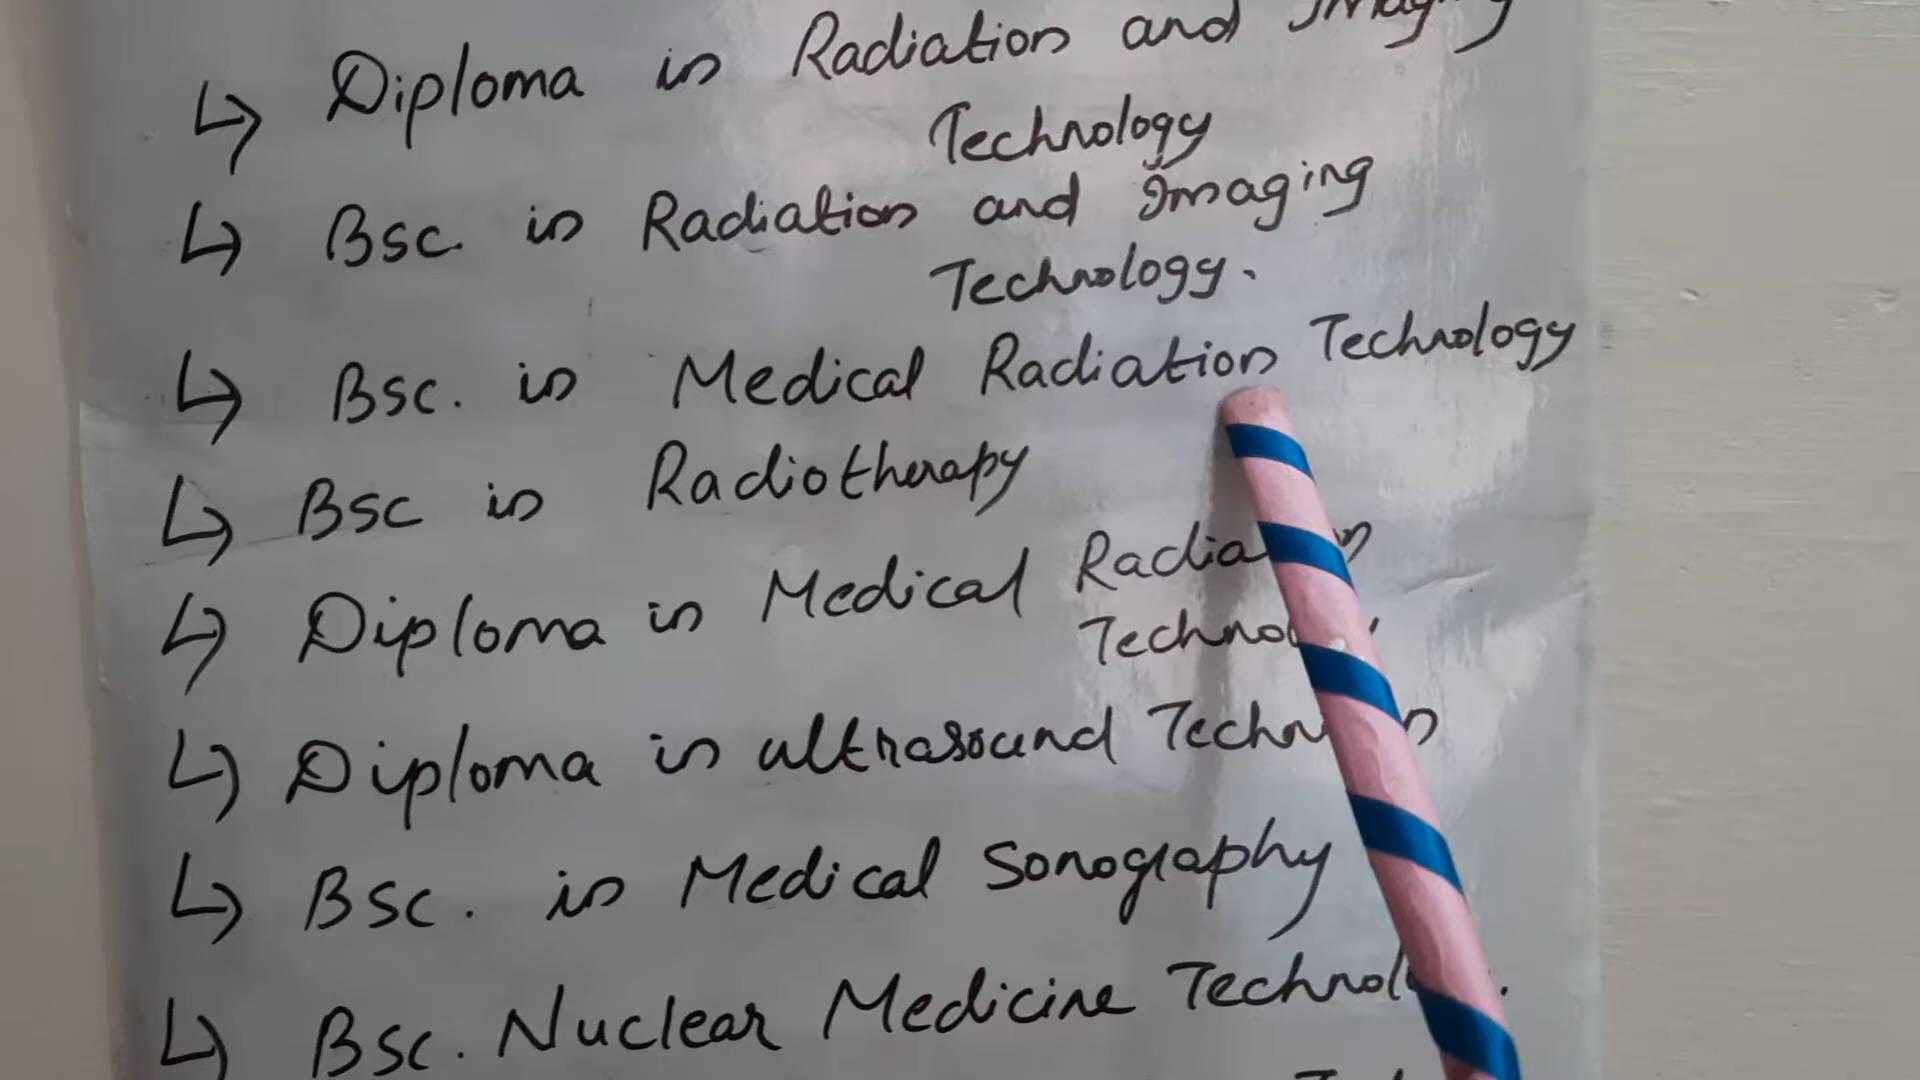 ↳ Diploma in Radiation and Imaging
Technology
↳ Bsc. in Radiation and Imaging
Technology.
↳ Bsc. in Medical Radiation Technology
↳ Bsc in Radiotherapy
↳ Diploma in Medical
↳ Diploma in ultrasound
↳ Bsc. in Medical Sonography
↳ Bsc. Nuclear Medicine